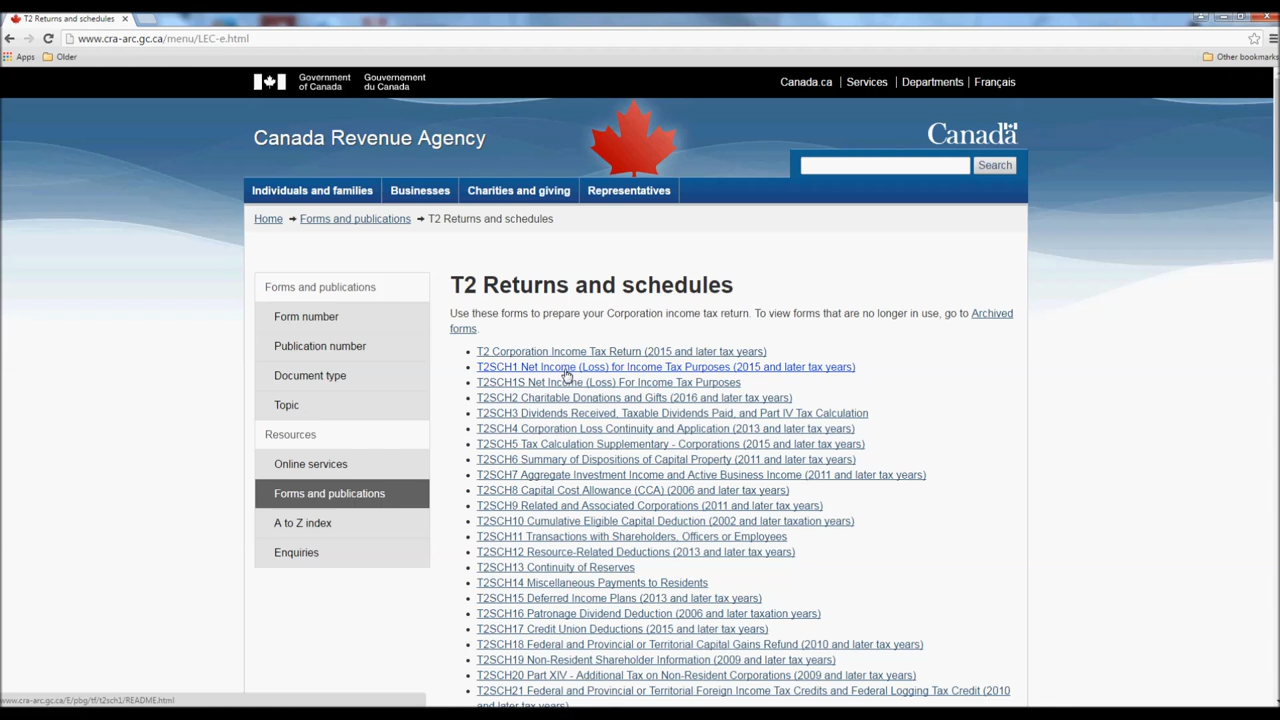 T2 Returns and schedules
www.cra-arc.gc.ca/menu/LEC-e.html
Apps
Older
Other bookmarks
Government of Canada
Gouvernement du Canada
Canada.ca
Services
Departments
Français
Canada Revenue Agency
Canada
Search
Individuals and families
Businesses
Charities and giving
Representatives
Home
Forms and publications
T2 Returns and schedules
Forms and publications
Form number
Publication number
Document type
Topic
Resources
Online services
Forms and publications
A to Z index
Enquiries
T2 Returns and schedules
Use these forms to prepare your Corporation income tax return. To view forms that are no longer in use, go to Archived
forms.
T2 Corporation Income Tax Return (2015 and later tax years)
T2SCH1 Net Income (Loss) for Income Tax Purposes (2015 and later tax years)
T2SCH1S Net Income (Loss) For Income Tax Purposes
T2SCH2 Charitable Donations and Gifts (2016 and later tax years)
T2SCH3 Dividends Received, Taxable Dividends Paid, and Part IV Tax Calculation
T2SCH4 Corporation Loss Continuity and Application (2013 and later tax years)
T2SCH5 Tax Calculation Supplementary - Corporations (2015 and later tax years)
T2SCH6 Summary of Dispositions of Capital Property (2011 and later tax years)
T2SCH7 Aggregate Investment Income and Active Business Income (2011 and later tax years)
T2SCH8 Capital Cost Allowance (CCA) (2006 and later tax years)
T2SCH9 Related and Associated Corporations (2011 and later tax years)
T2SCH10 Cumulative Eligible Capital Deduction (2002 and later taxation years)
T2SCH11 Transactions with Shareholders, Officers or Employees
T2SCH12 Resource-Related Deductions (2013 and later tax years)
T2SCH13 Continuity of Reserves
T2SCH14 Miscellaneous Payments to Residents
T2SCH15 Deferred Income Plans (2013 and later tax years)
T2SCH16 Patronage Dividend Deduction (2006 and later taxation years)
T2SCH17 Credit Union Deductions (2015 and later tax years)
T2SCH18 Federal and Provincial or Territorial Capital Gains Refund (2010 and later tax years)
T2SCH19 Non-Resident Shareholder Information (2009 and later tax years)
T2SCH20 Part XIV - Additional Tax on Non-Resident Corporations (2009 and later tax years)
T2SCH21 Federal and Provincial or Territorial Foreign Income Tax Credits and Federal Logging Tax Credit (2010
and later tax years)
www.cra-arc.gc.ca/E/pbg/tf/t2sch1/README.html